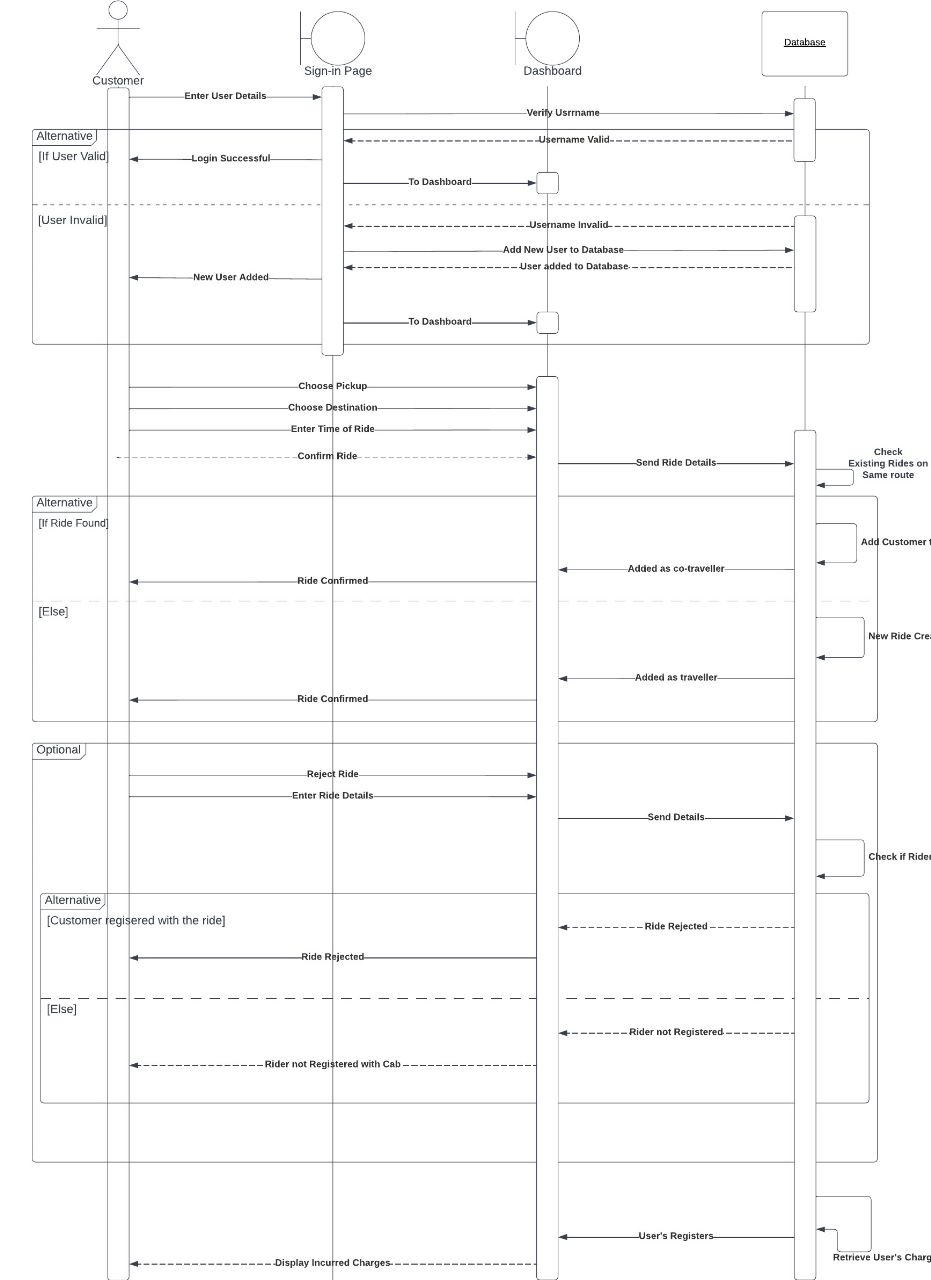 Customer
Sign-in Page
Dashboard
Database
Enter User Details
Verify Usrrname
Alternative
Username Valid
[If User Valid]
Login Successful
To Dashboard
[User Invalid]
Username Invalid
Add New User to Database
User added to Database
New User Added
To Dashboard
Choose Pickup
Choose Destination
Enter Time of Ride
Confirm Ride
Send Ride Details
Check
Existing Rides on
Same route
Alternative
[If Ride Found]
Add Customer
Added as co-traveller
Ride Confirmed
[Else]
New Ride
Added as traveller
Ride Confirmed
Optional
Reject Ride
Enter Ride Details
Send Details
Check if Rider
Alternative
[Customer regisered with the ride]
Ride Rejected
Ride Rejected
[Else]
Rider not Registered
Rider not Registered with Cab
User's Registers
Retrieve User's
Display Incurred Charges